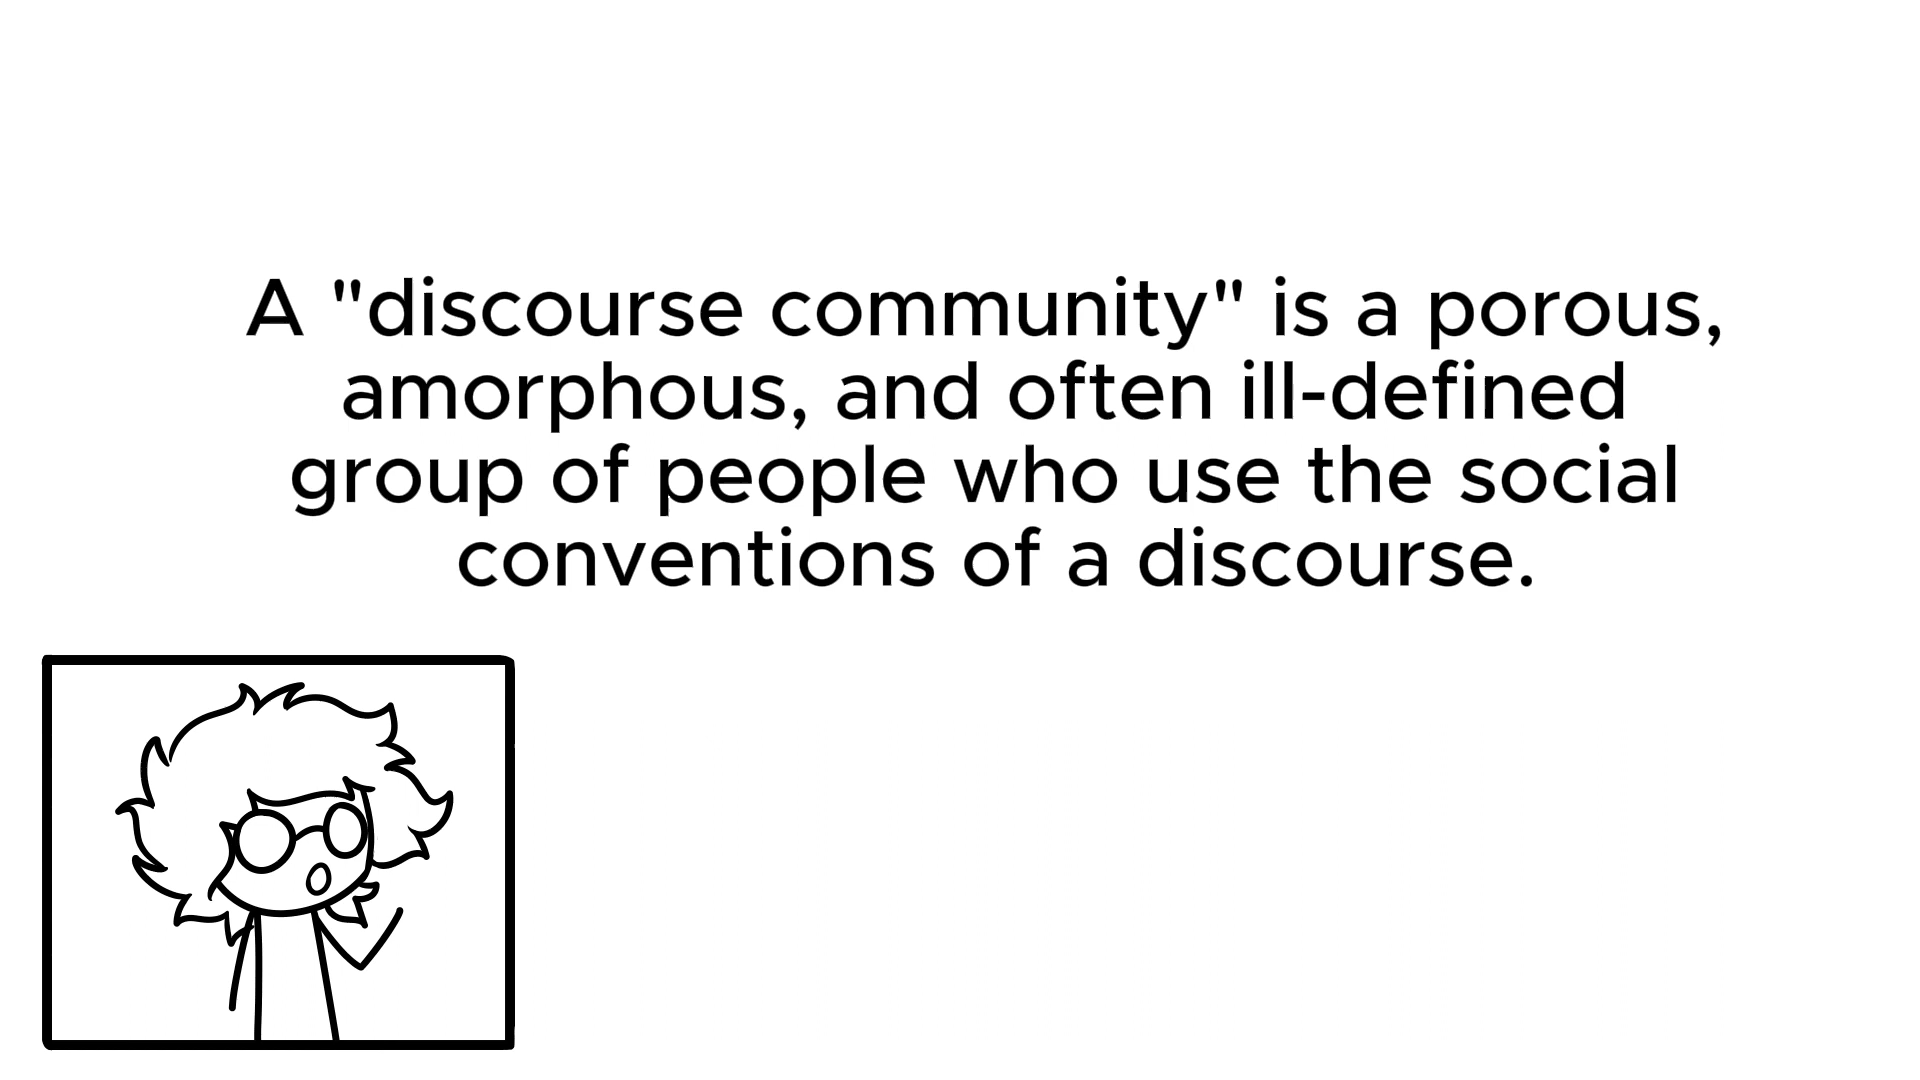 A "discourse community" is a porous,
amorphous, and often ill-defined
group of people who use the social
conventions of a discourse.